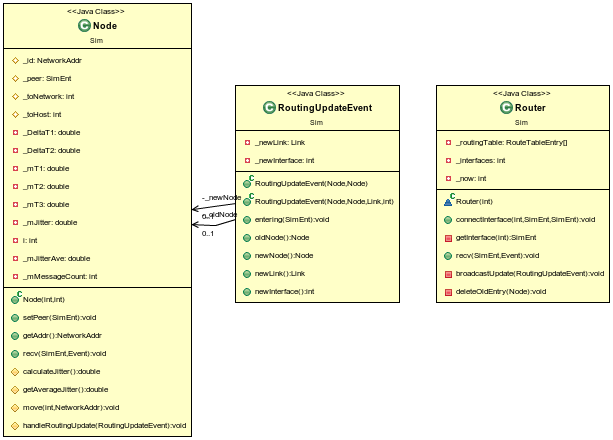 <<Java Class>>
Node
Sim
_id: NetworkAddr
_peer: SimEnt
_toNetwork: int
_toHost: int
_DeltaT1: double
_DeltaT2: double
_mT1: double
_mT2: double
_mT3: double
_mJitter: double
i: int
_mJitterAve: double
_mMessageCount: int
Node(int,int)
setPeer(SimEnt):void
getAddr():NetworkAddr
recv(SimEnt,Event):void
calculateJitter():double
getAverageJitter():double
move(int,NetworkAddr):void
handleRoutingUpdate(RoutingUpdateEvent):void
-_newNode
0..1
-_oldNode
0..1
<<Java Class>>
RoutingUpdateEvent
Sim
_newLink: Link
_newInterface: int
RoutingUpdateEvent(Node,Node)
RoutingUpdateEvent(Node,Node,Link,int)
entering(SimEnt):void
oldNode():Node
newNode():Node
newLink():Link
newInterface():int
<<Java Class>>
Router
Sim
_routingTable: RouteTableEntry[]
_interfaces: int
_now: int
Router(int)
connectInterface(int,SimEnt,SimEnt):void
getInterface(int):SimEnt
recv(SimEnt,Event):void
broadcastUpdate(RoutingUpdateEvent):void
deleteOldEntry(Node):void